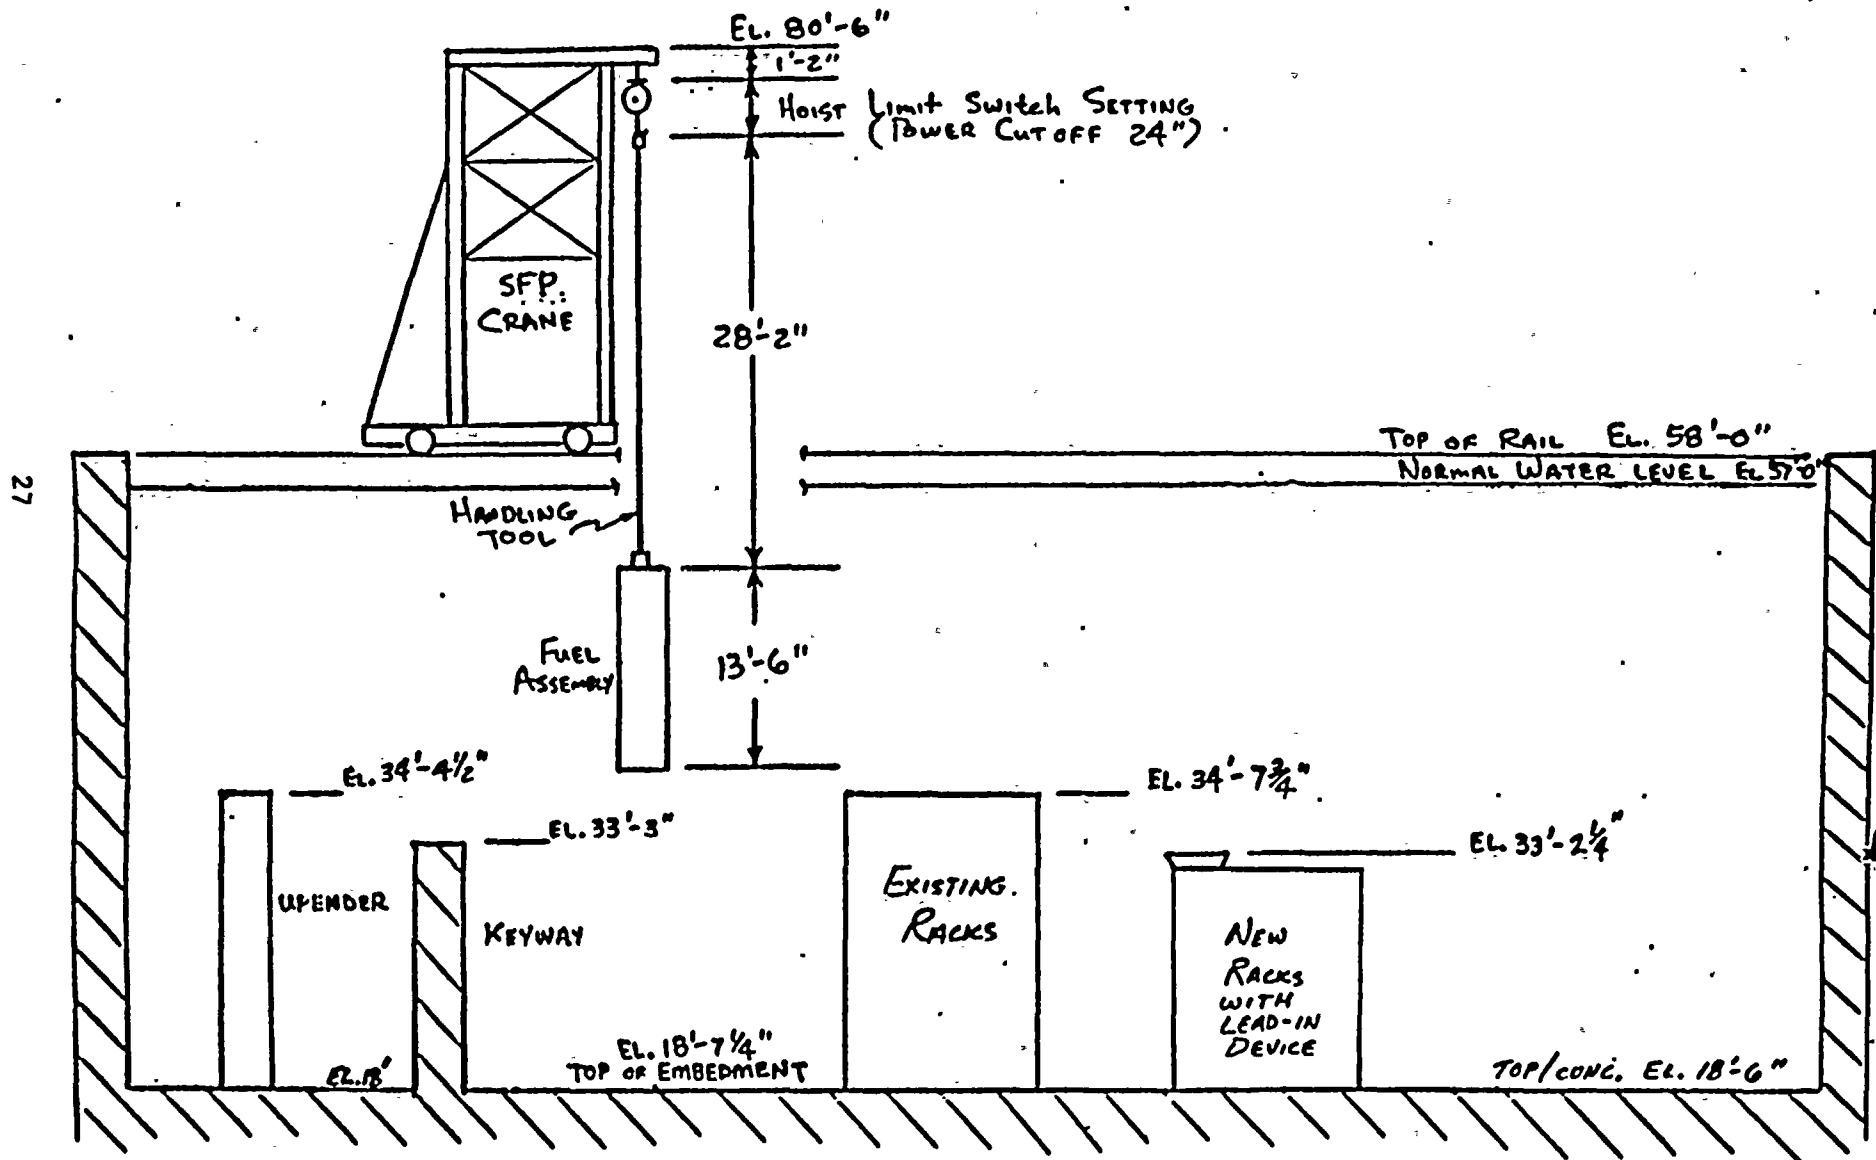 EL. 80'-6"
1'-2"
HOIST Limit Switch SETTING
(POWER CUTOFF 24")
SFP.
CRANE
28'-2"
TOP OF RAIL EL. 58'-0"
NORMAL WATER LEVEL EL 57'0"
27
HANDLING
TOOL
FUEL
ASSEMBLY
13'-6"
EL. 34'-4½"
EL. 34'-7¾"
EL. 33'-3"
EL. 33'-2¼"
UPENDER
KEYWAY
EXISTING.
RACKS
NEW
RACKS
WITH
LEAD-IN
DEVICE
EL. 18'-7¼"
TOP OF EMBEDMENT
EL. 18'
TOP/CONC. EL. 18'-6"